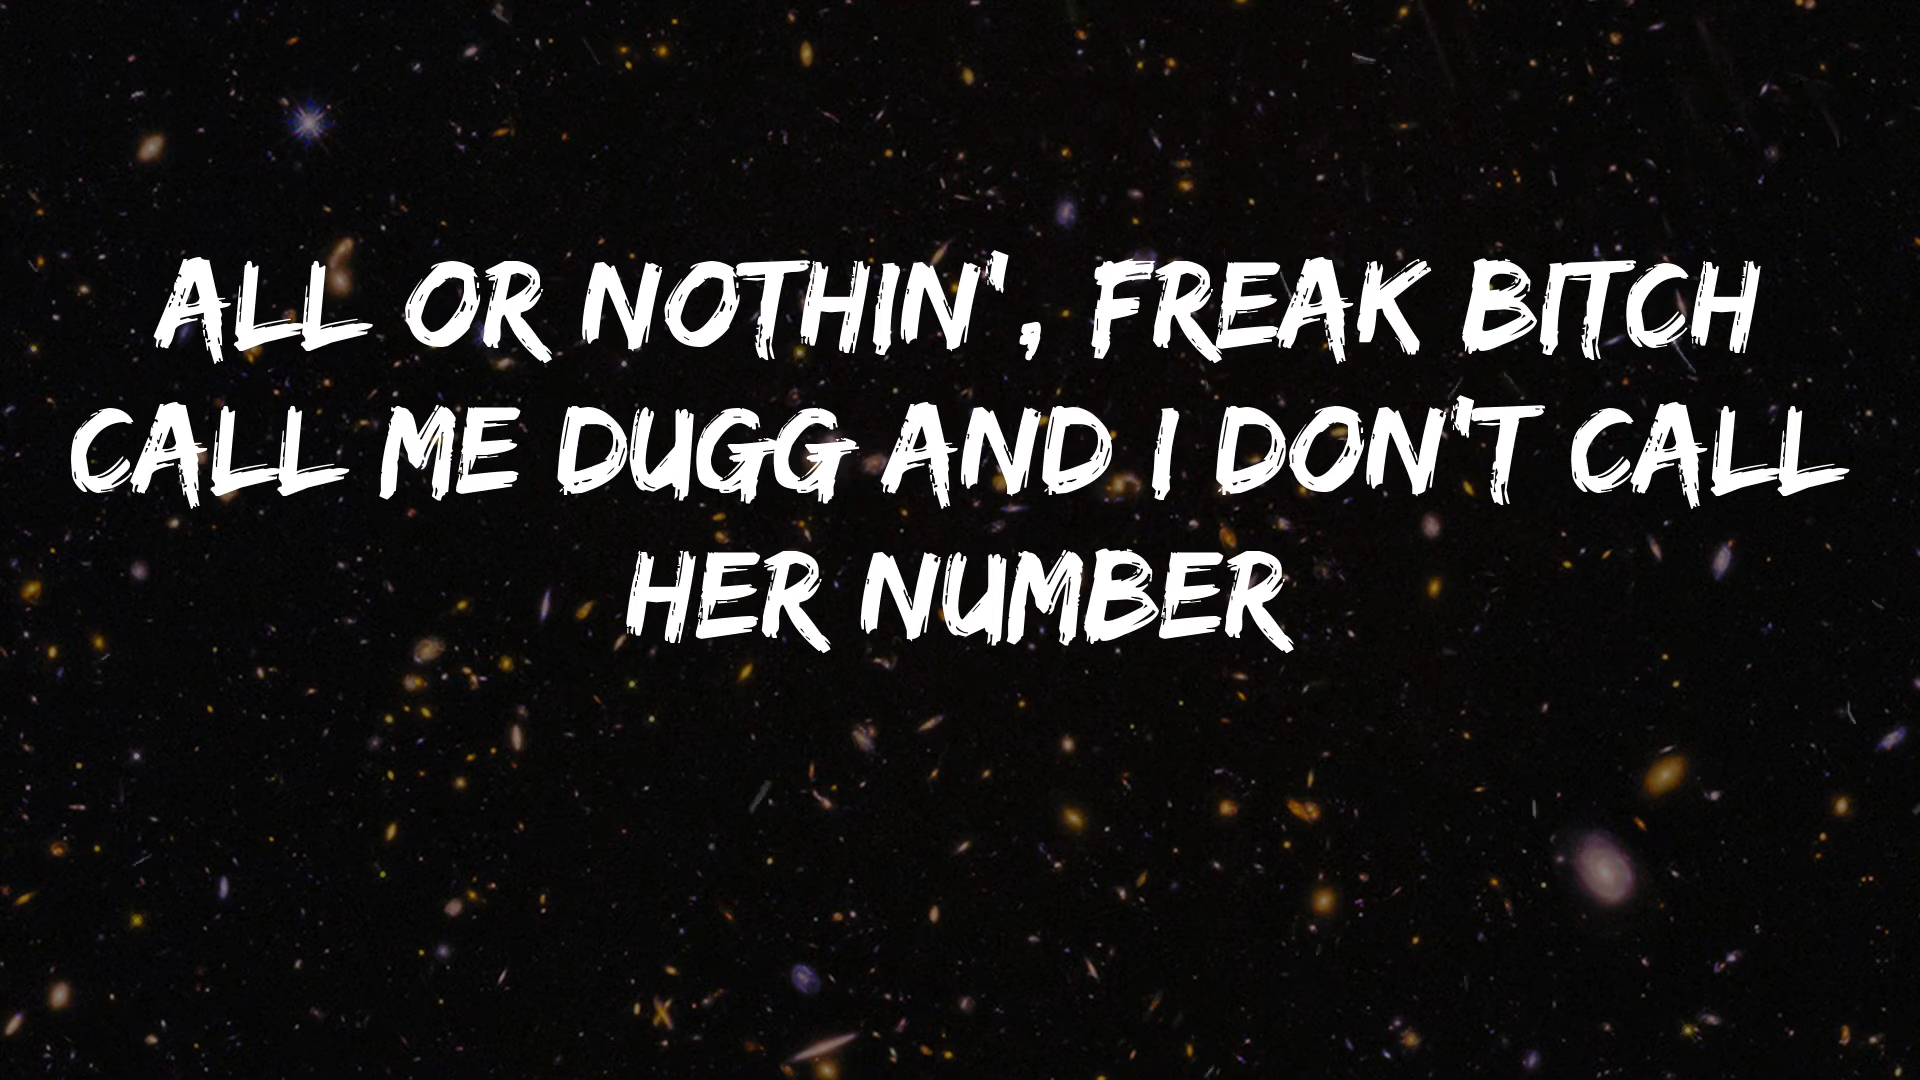 ALL OR NOTHIN', FREAK BITCH
CALL ME DUGG AND I DON'T CALL
HER NUMBER